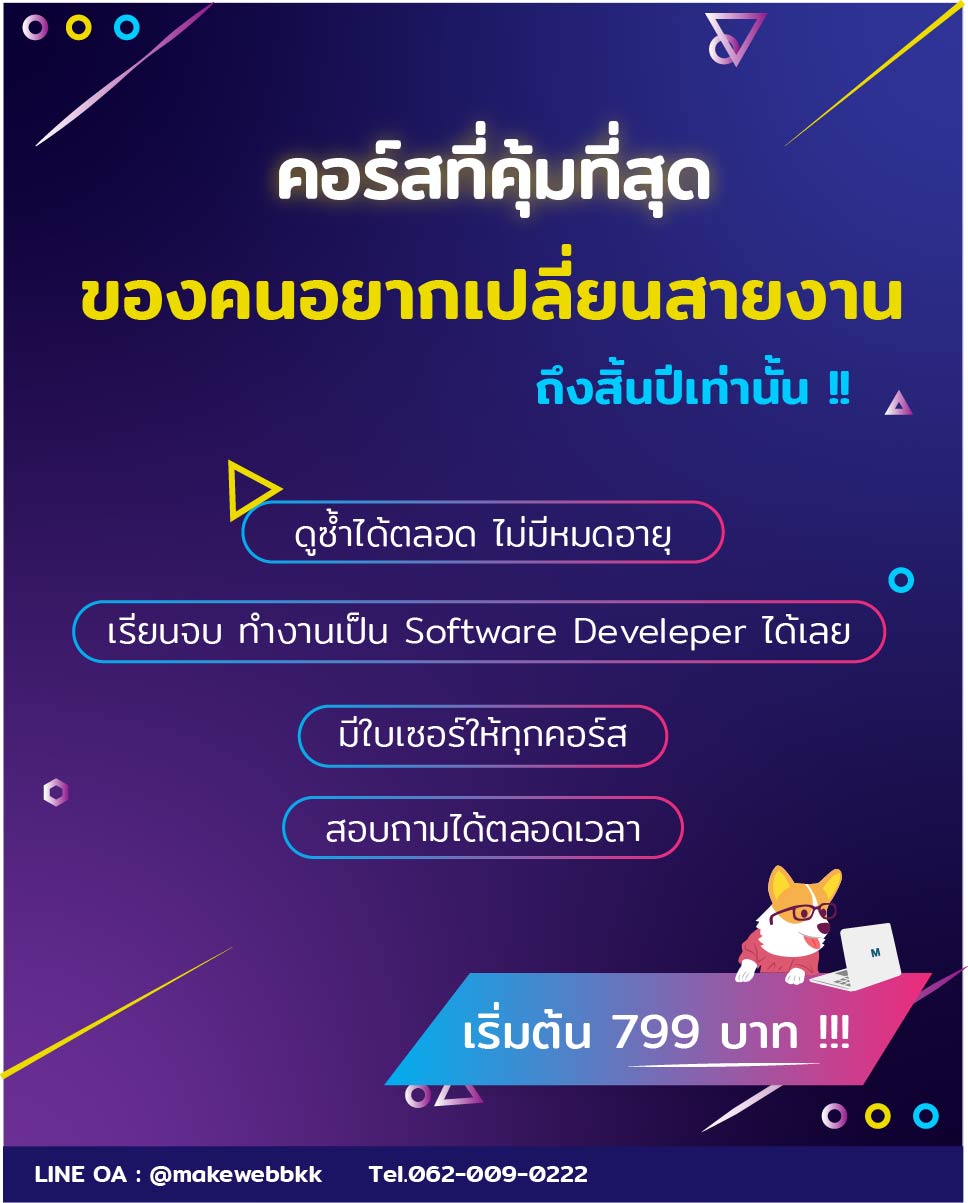 คอร์สที่คุ้มที่สุด
ของคนอยากเปลี่ยนสายงาน
ถึงสิ้นปีเท่านั้น !!
ดูซ้ำได้ตลอด ไม่มีหมดอายุ
เรียนจบ ทำงานเป็น Software Develeper ได้เลย
มีใบเซอร์ให้ทุกคอร์ส
สอบถามได้ตลอดเวลา
M
เริ่มต้น 799 บาท !!!
LINE OA : @makewebbkk Tel.062-009-0222